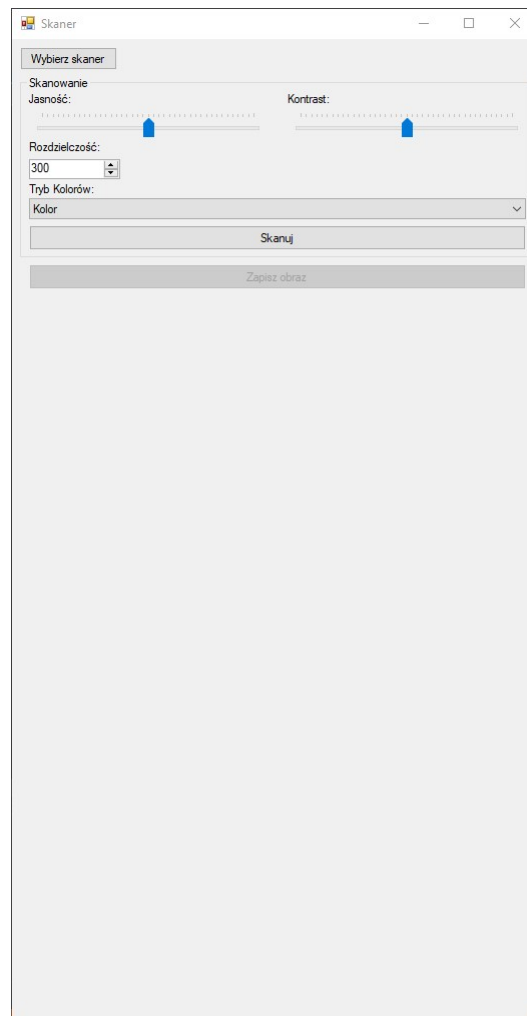 Skaner
Wybierz skaner
Skanowanie
Jasność: Kontrast:
Rozdzielczość:
300
Tryb Kolorów:
Kolor
Skanuj
Zapisz obraz